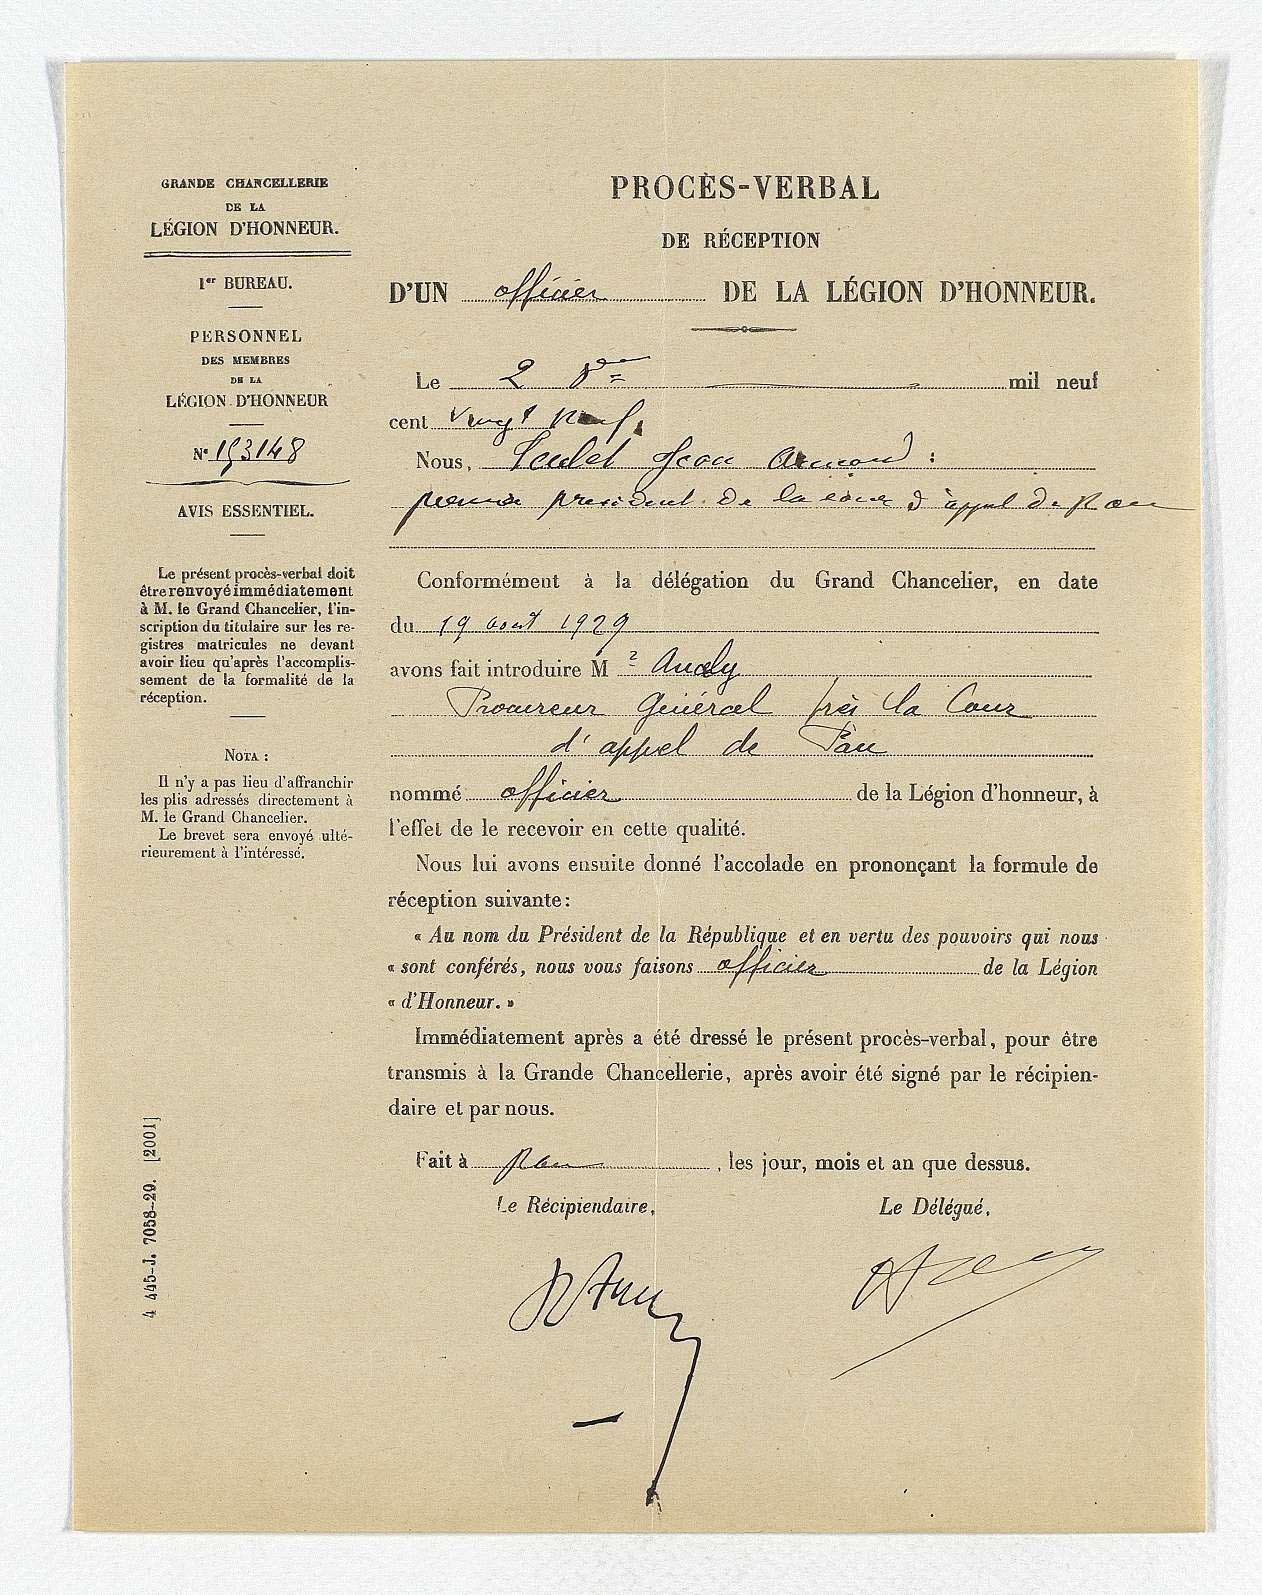 GRANDE CHANCELLERIE
DE LA
LÉGION D'HONNEUR.
1er BUREAU.
PERSONNEL
DES MEMBRES
DE LA
LÉGION D'HONNEUR
N° 153148
AVIS ESSENTIEL.
Le présent procès-verbal doit
être renvoyé immédiatement
à M. le Grand Chancelier, l'in-
scription du titulaire sur les re-
gistres matricules ne devant
avoir lieu qu'après l'accomplis-
sement de la formalité de la
réception.
NOTA :
Il n'y a pas lieu d'affranchir
les plis adressés directement à
M. le Grand Chancelier.
Le brevet sera envoyé ulté-
rieurement à l'intéressé.
4 445-J. 7058-29. [2001]
PROCÈS-VERBAL
DE RÉCEPTION
D'UN officier DE LA LÉGION D'HONNEUR.
Le 2 8re mil neuf
cent vingt neuf
Nous, Jean Armand :
premier president de la cour d'appel de Pau
Conformément à la délégation du Grand Chancelier, en date
du 19 aout 1929
avons fait introduire Mr
Procureur Général près la Cour
d'appel de Pau
nommé officier de la Légion d'honneur, à
l'effet de le recevoir en cette qualité.
Nous lui avons ensuite donné l'accolade en prononçant la formule de
réception suivante :
« Au nom du Président de la République et en vertu des pouvoirs qui nous
« sont conférés, nous vous faisons officier de la Légion
« d'Honneur. »
Immédiatement après a été dressé le présent procès-verbal, pour être
transmis à la Grande Chancellerie, après avoir été signé par le récipien-
daire et par nous.
Fait à Pau, les jour, mois et an que dessus.
Le Récipiendaire,
Le Délégué,